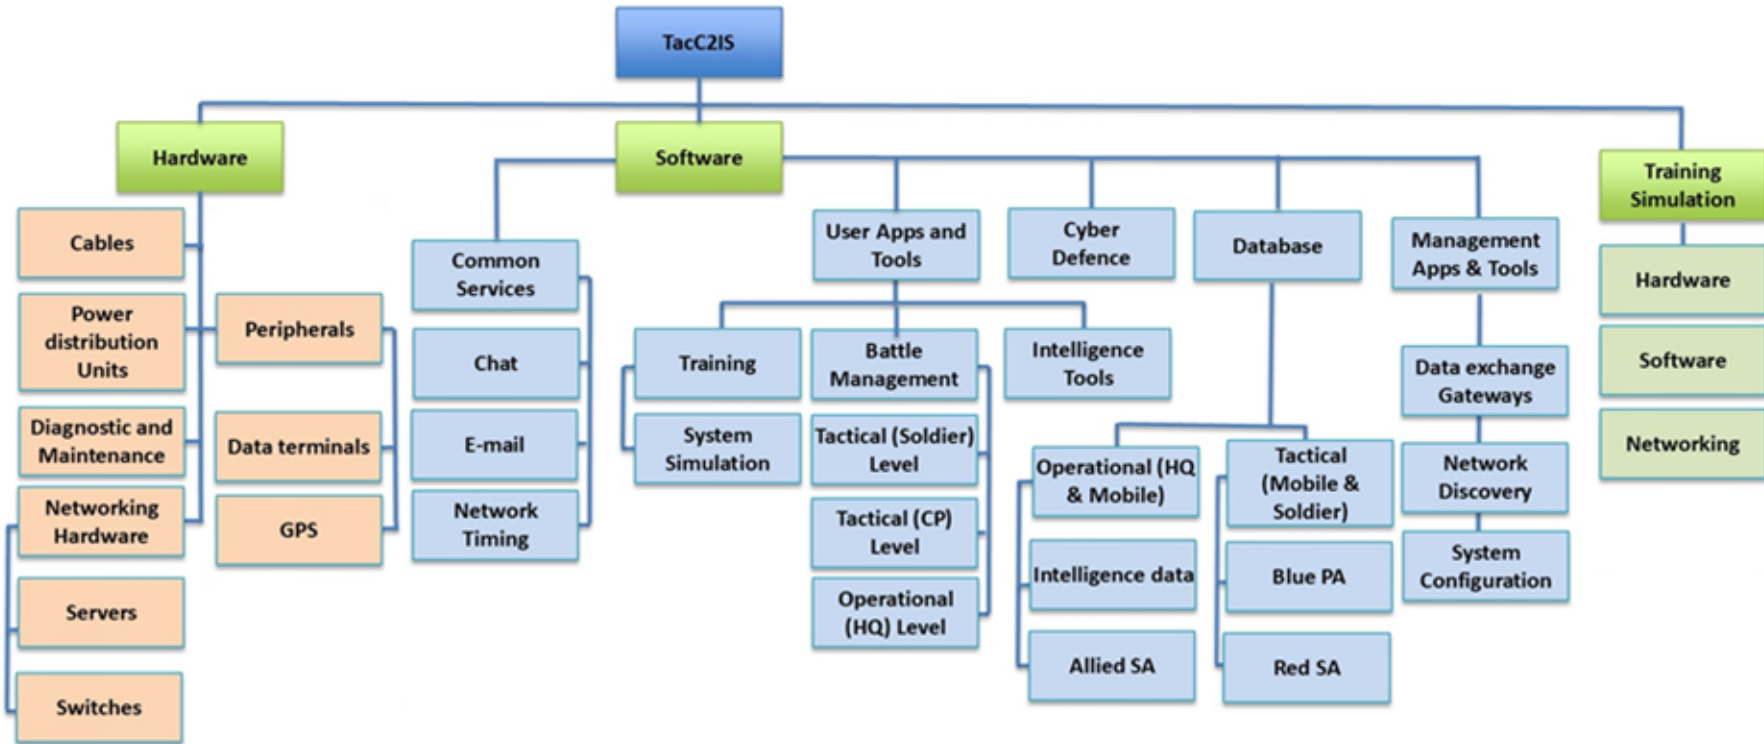 TacC2IS
Hardware
Software
Training
Simulation
Cables
Power
distribution
Units
Diagnostic and
Maintenance
Networking
Hardware
Servers
Switches
Peripherals
Data terminals
GPS
Common
Services
Chat
E-mail
Network
Timing
User Apps and
Tools
Training
System
Simulation
Battle
Management
Tactical (Soldier)
Level
Tactical (CP)
Level
Operational
(HQ) Level
Intelligence
Tools
Cyber
Defence
Database
Operational (HQ
& Mobile)
Intelligence data
Allied SA
Tactical
(Mobile &
Soldier)
Blue PA
Red SA
Management
Apps & Tools
Data exchange
Gateways
Network
Discovery
System
Configuration
Hardware
Software
Networking